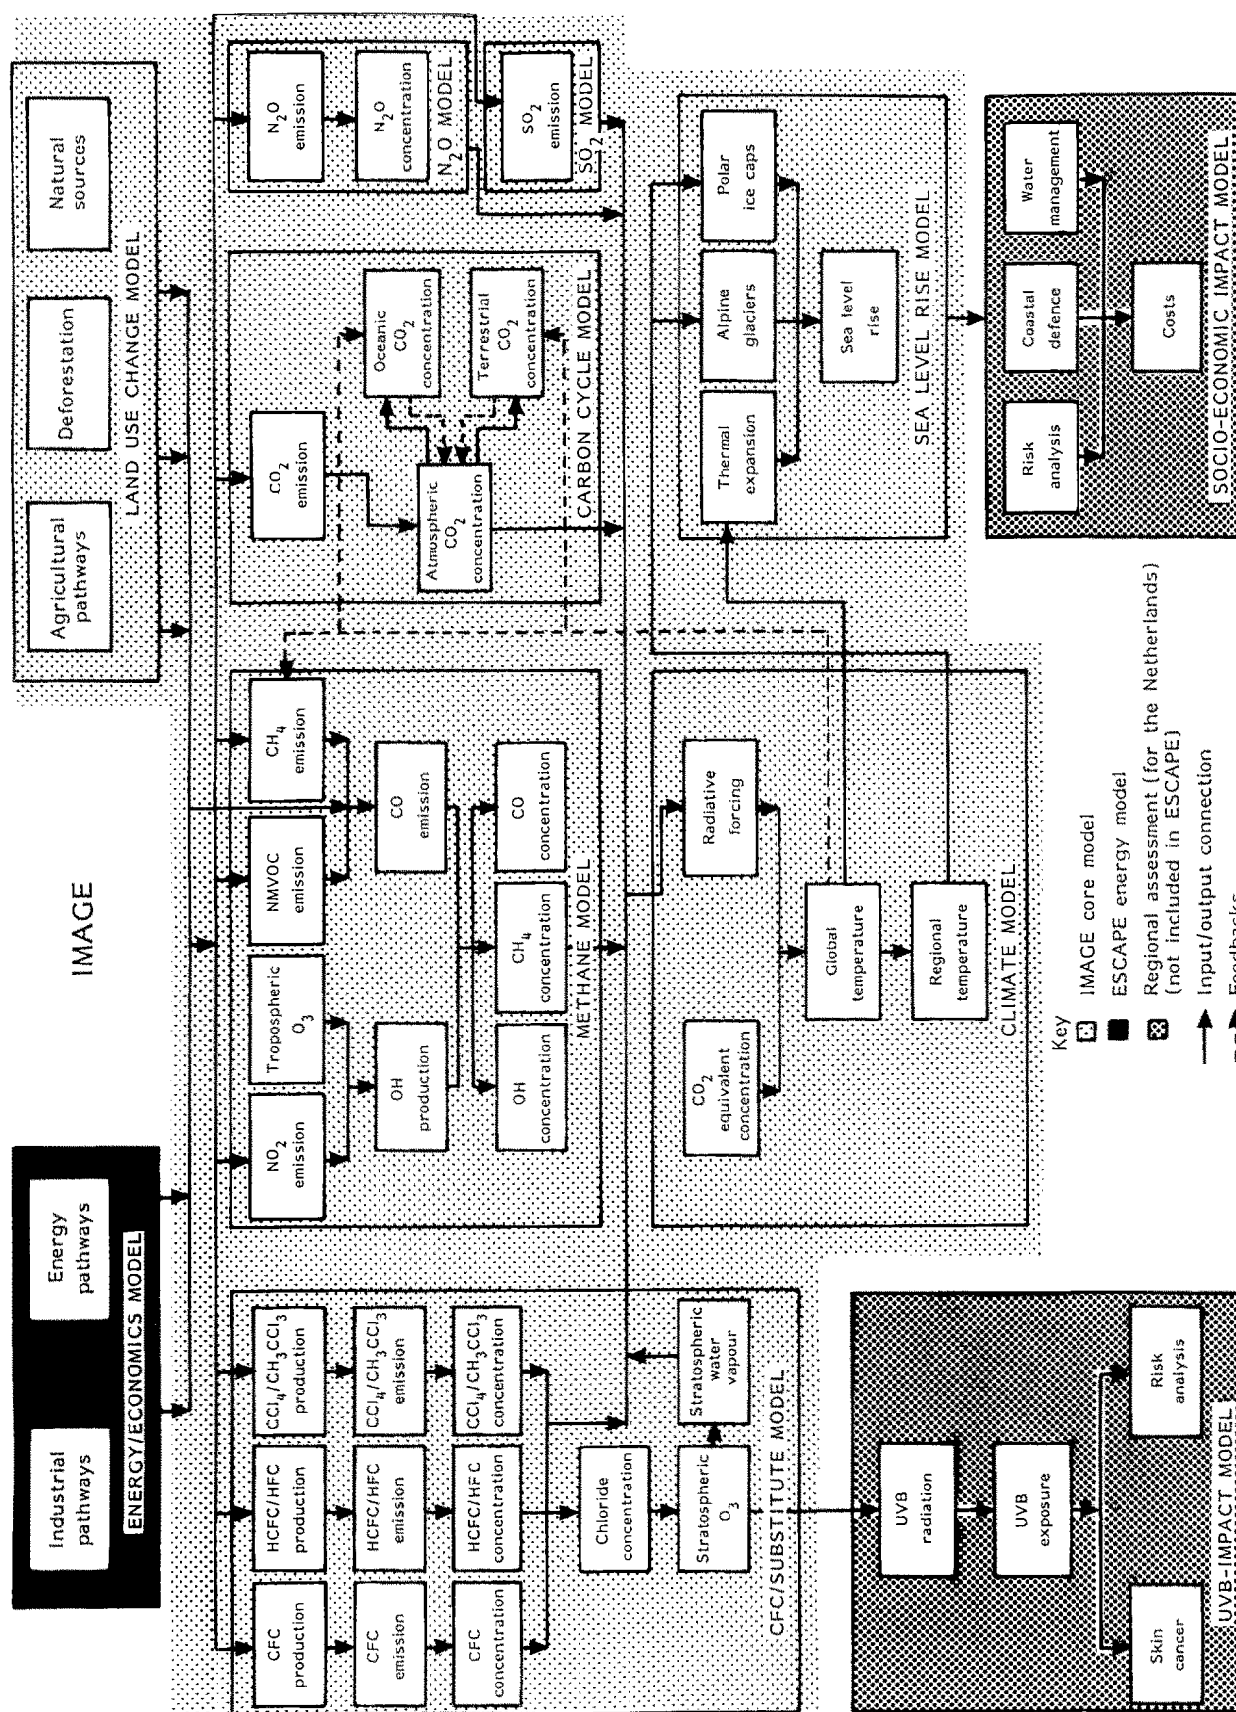 IMAGE
Industrial
pathways
Energy
pathways
ENERGY/ECONOMICS MODEL
Agricultural
pathways
Deforestation
Natural
sources
LAND USE CHANGE MODEL
CFC
production
HCFC/HFC
production
CCl4/CH3CCl3
production
CFC
emission
HCFC/HFC
emission
CCl4/CH3CCl3
emission
CFC
concentration
HCFC/HFC
concentration
CCl4/CH3CCl3
concentration
Chloride
concentration
Stratospheric
O3
Stratospheric
water
vapour
CFC/SUBSTITUTE MODEL
NO2
emission
Tropospheric
O3
NMVOC
emission
CH4
emission
OH
production
CO
emission
OH
concentration
CH4
concentration
CO
concentration
METHANE MODEL
CO2
emission
Atmospheric
CO2
concentration
Oceanic
CO2
concentration
Terrestrial
CO2
concentration
CARBON CYCLE MODEL
N2O
emission
N2O
concentration
N2O MODEL
SO2
emission
SO2 MODEL
CO2
equivalent
concentration
Radiative
forcing
Global
temperature
Regional
temperature
CLIMATE MODEL
Thermal
expansion
Alpine
glaciers
Polar
ice caps
Sea level
rise
SEA LEVEL RISE MODEL
UVB
radiation
UVB
exposure
Skin
cancer
Risk
analysis
UVB-IMPACT MODEL
Risk
analysis
Coastal
defence
Water
management
Costs
SOCIO-ECONOMIC IMPACT MODEL
Key
IMAGE core model
ESCAPE energy model
Regional assessment (for the Netherlands)
(not included in ESCAPE)
Input/output connection
Feedbacks